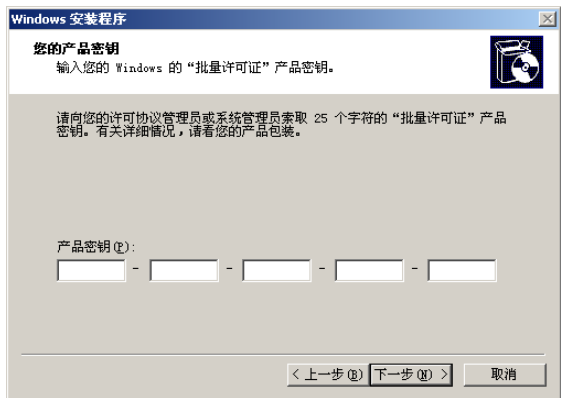 Windows 安装程序
您的产品密钥
输入您的 Windows 的“批量许可证”产品密钥。
请向您的许可协议管理员或系统管理员索取 25 个字符的“批量许可证”产品
密钥。有关详细情况，请看您的产品包装。
产品密钥(P):
- - - -
< 上一步(B) 下一步(N) > 取消